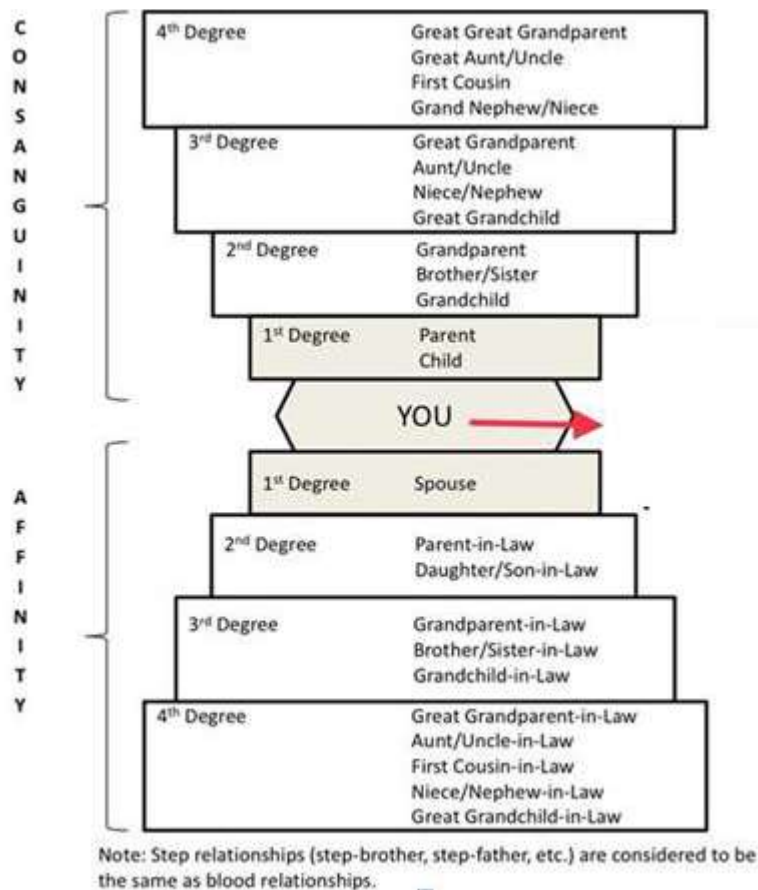 CONSANGUINITY
4th Degree Great Great Grandparent
Great Aunt/Uncle
First Cousin
Grand Nephew/Niece
3rd Degree Great Grandparent
Aunt/Uncle
Niece/Nephew
Great Grandchild
2nd Degree Grandparent
Brother/Sister
Grandchild
1st Degree Parent
Child
YOU
AFFINITY
1st Degree Spouse
2nd Degree Parent-in-Law
Daughter/Son-in-Law
3rd Degree Grandparent-in-Law
Brother/Sister-in-Law
Grandchild-in-Law
4th Degree Great Grandparent-in-Law
Aunt/Uncle-in-Law
First Cousin-in-Law
Niece/Nephew-in-Law
Great Grandchild-in-Law
Note: Step relationships (step-brother, step-father, etc.) are considered to be
the same as blood relationships.